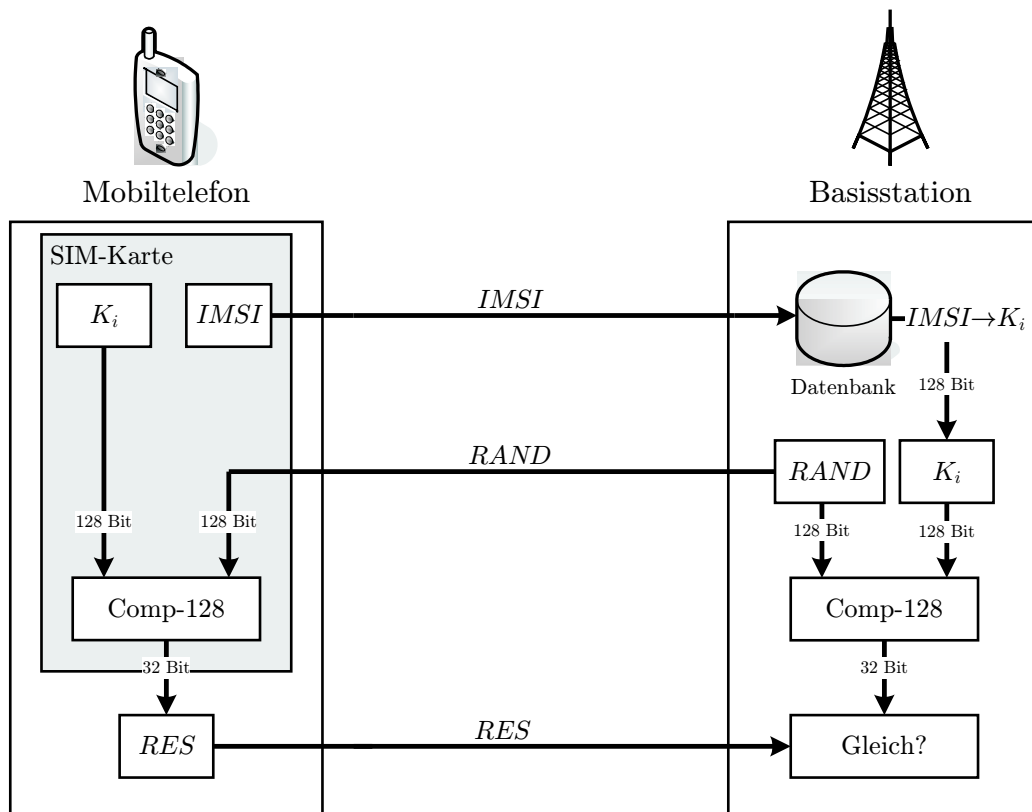 Mobiltelefon
Basisstation
SIM-Karte
K_i
IMSI
IMSI
IMSI→K_i
Datenbank
128 Bit
RAND
RAND
K_i
128 Bit
128 Bit
128 Bit
128 Bit
Comp-128
Comp-128
32 Bit
32 Bit
RES
RES
Gleich?